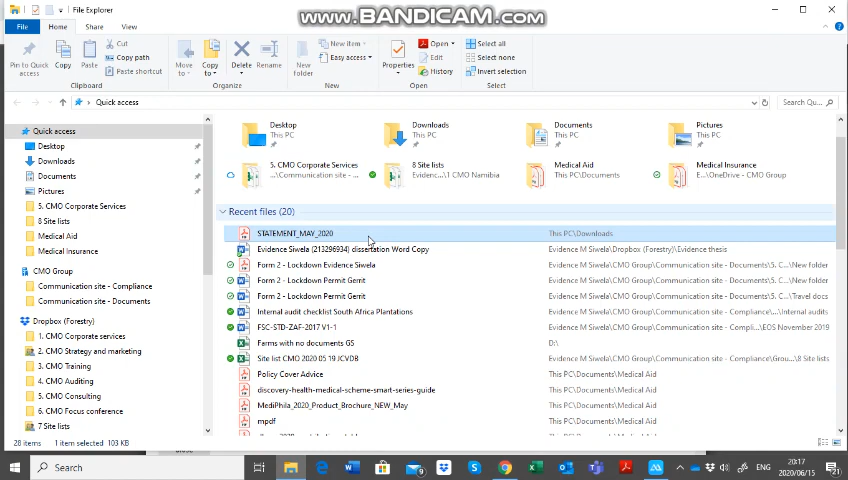 File Explorer
www.BANDICAM.com
File
Home
Share
View
Pin to Quick access
Copy
Paste
Cut
Copy path
Paste shortcut
Clipboard
Move to
Copy to
Delete
Rename
Organize
New folder
New item
Easy access
New
Properties
Open
Edit
History
Open
Select all
Select none
Invert selection
Select
Quick access
Search Qu...
Quick access
Desktop
Downloads
Documents
Pictures
5. CMO Corporate Services
8 Site lists
Medical Aid
Medical Insurance
CMO Group
Communication site - Compliance
Communication site - Documents
Dropbox (Forestry)
1. CMO Corporate services
2. CMO Strategy and marketing
3. CMO Training
4. CMO Auditing
5. CMO Consulting
6. CMO Focus conference
7 Site lists
Desktop
This PC
Downloads
This PC
Documents
This PC
Pictures
This PC
5. CMO Corporate Services
...\Communication site - ...
8 Site lists
Evidenc...\1 CMO Namibia
Medical Aid
This PC\Documents
Medical Insurance
E...\OneDrive - CMO Group
Recent files (20)
STATEMENT_MAY_2020 This PC\Downloads
Evidence Siwela (213296934) dissertation Word Copy Evidence M Siwela\Dropbox (Forestry)\Evidence thesis
Form 2 - Lockdown Evidence Siwela Evidence M Siwela\CMO Group\Communication site - Documents\5. C...\New folder
Form 2 - Lockdown Permit Gerrit Evidence M Siwela\CMO Group\Communication site - Documents\5. C...\New folder
Form 2 - Lockdown Permit Gerrit Evidence M Siwela\CMO Group\Communication site - Documents\...\Travel docs
Internal audit checklist South Africa Plantations Evidence M Siwela\CMO Group\Communication site - Complianc...\Internal audits
FSC-STD-ZAF-2017 V1-1 Evidence M Siwela\CMO Group\Communication site - Compli...\EOS November 2019
Farms with no documents GS D:\
Site list CMO 2020 05 19 JCVDB Evidence M Siwela\CMO Group\Communication site - Compliance\Grou...\8 Site lists
Policy Cover Advice This PC\Documents\Medical Aid
discovery-health-medical-scheme-smart-series-guide This PC\Documents\Medical Aid
MediPhila_2020_Product_Brochure_NEW_May This PC\Documents\Medical Aid
mpdf This PC\Documents\Medical Aid
28 items 1 item selected 103 KB
Search
9
ENG
20:17
2020/06/15
21